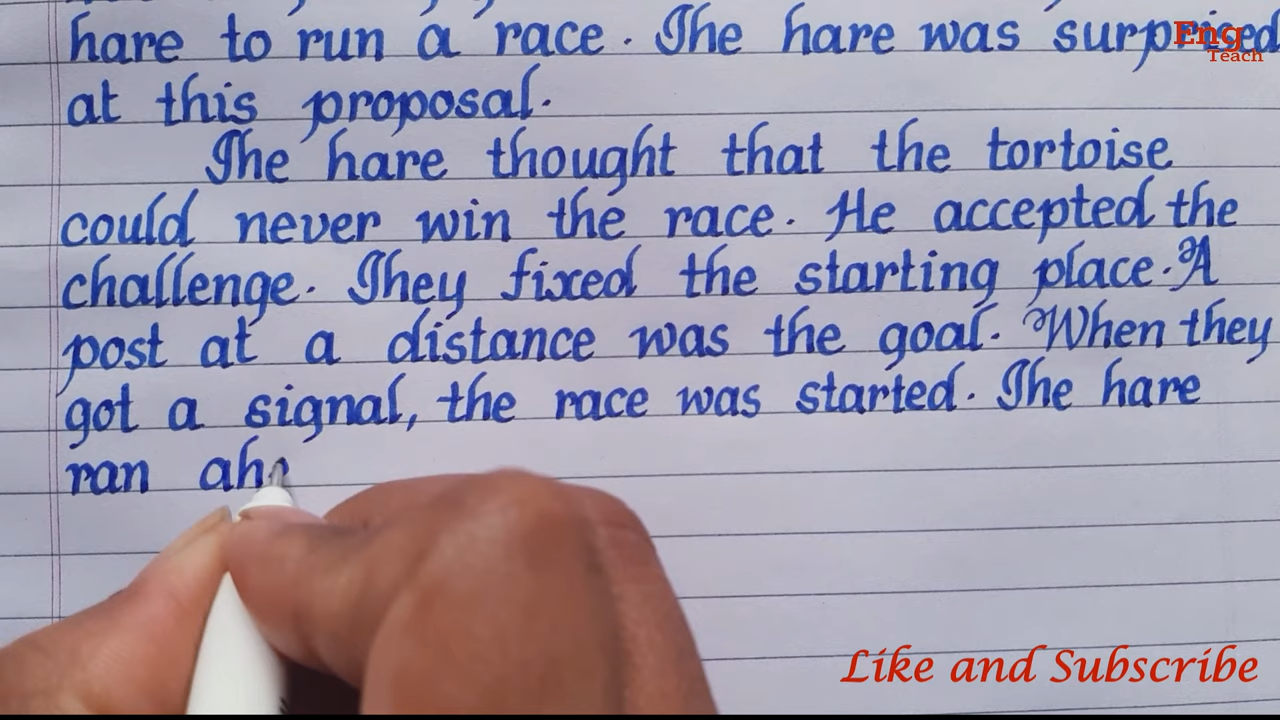 hare to run a race. The hare was surprised
Eng
Teach
at this proposal.
The hare thought that the tortoise
could never win the race. He accepted the
challenge. They fixed the starting place. A
post at a distance was the goal. When they
got a signal, the race was started. The hare
ran
Like and Subscribe